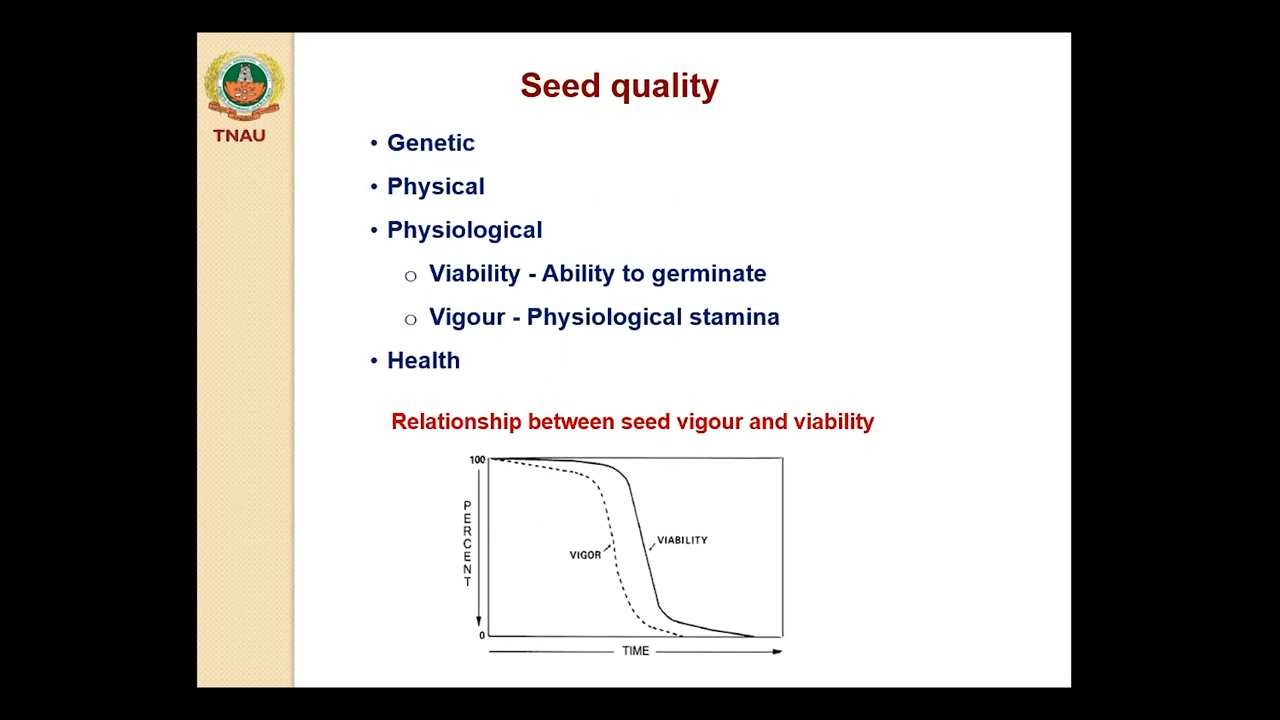 TNAU
Seed quality
• Genetic
• Physical
• Physiological
o Viability - Ability to germinate
o Vigour - Physiological stamina
• Health
Relationship between seed vigour and viability
100
PERCENT
0
VIGOR
VIABILITY
TIME